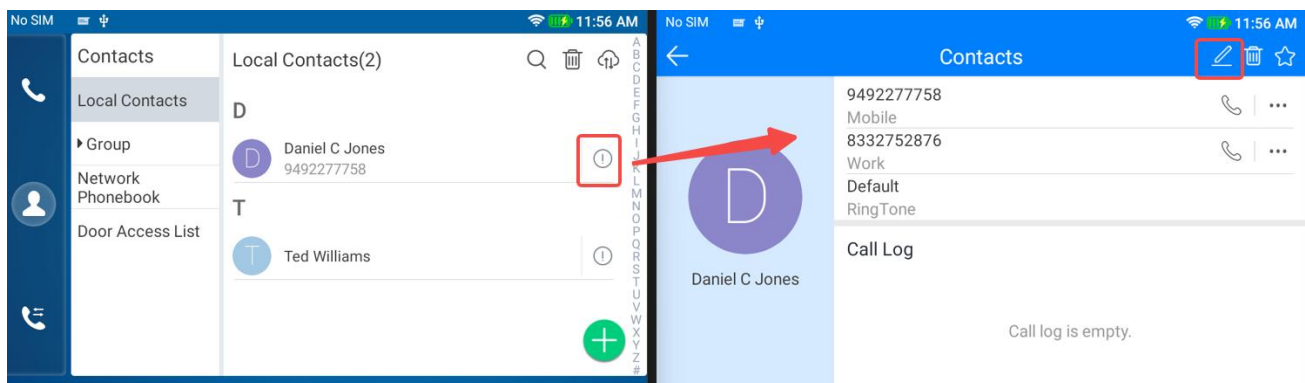 No SIM
11:56 AM
Contacts
Local Contacts
Group
Network
Phonebook
Door Access List
Local Contacts(2)
D
D
Daniel C Jones
9492277758
T
T
Ted Williams
A
B
C
D
E
F
G
H
I
J
K
L
M
N
O
P
Q
R
S
T
U
V
W
X
Y
Z
#
No SIM
11:56 AM
Contacts
D
Daniel C Jones
9492277758
Mobile
8332752876
Work
Default
RingTone
Call Log
Call log is empty.